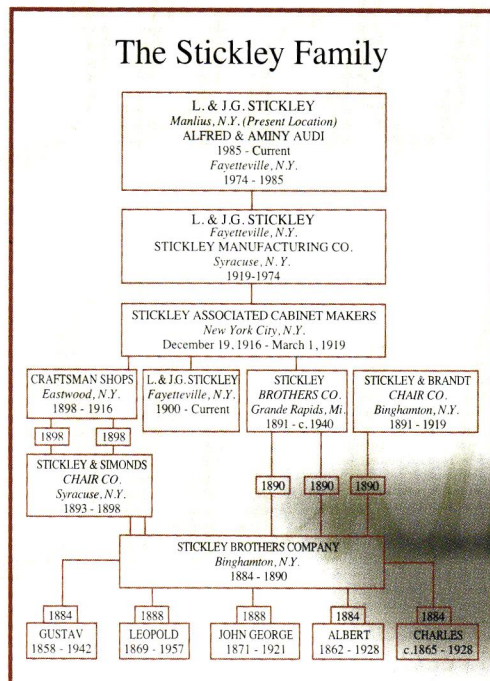 The Stickley Family
L. & J.G. STICKLEY
Manlius, N.Y. (Present Location)
ALFRED & AMINY AUDI
1985 - Current
Fayetteville, N.Y.
1974 - 1985
L. & J.G. STICKLEY
Fayetteville, N.Y.
STICKLEY MANUFACTURING CO.
Syracuse, N.Y.
1919-1974
STICKLEY ASSOCIATED CABINET MAKERS
New York City, N.Y.
December 19, 1916 - March 1, 1919
CRAFTSMAN SHOPS
Eastwood, N.Y.
1898 - 1916
L. & J.G. STICKLEY
Fayetteville, N.Y.
1900 - Current
STICKLEY
BROTHERS CO.
Grande Rapids, Mi.
1891 - c. 1940
STICKLEY & BRANDT
CHAIR CO.
Binghamton, N.Y.
1891 - 1919
1898
1898
STICKLEY & SIMONDS
CHAIR CO.
Syracuse, N.Y.
1893 - 1898
1890
1890
1890
STICKLEY BROTHERS COMPANY
Binghamton, N.Y.
1884 - 1890
1884
1888
1888
1884
1884
GUSTAV
1858 - 1942
LEOPOLD
1869 - 1957
JOHN GEORGE
1871 - 1921
ALBERT
1862 - 1928
CHARLES
c.1865 - 1928